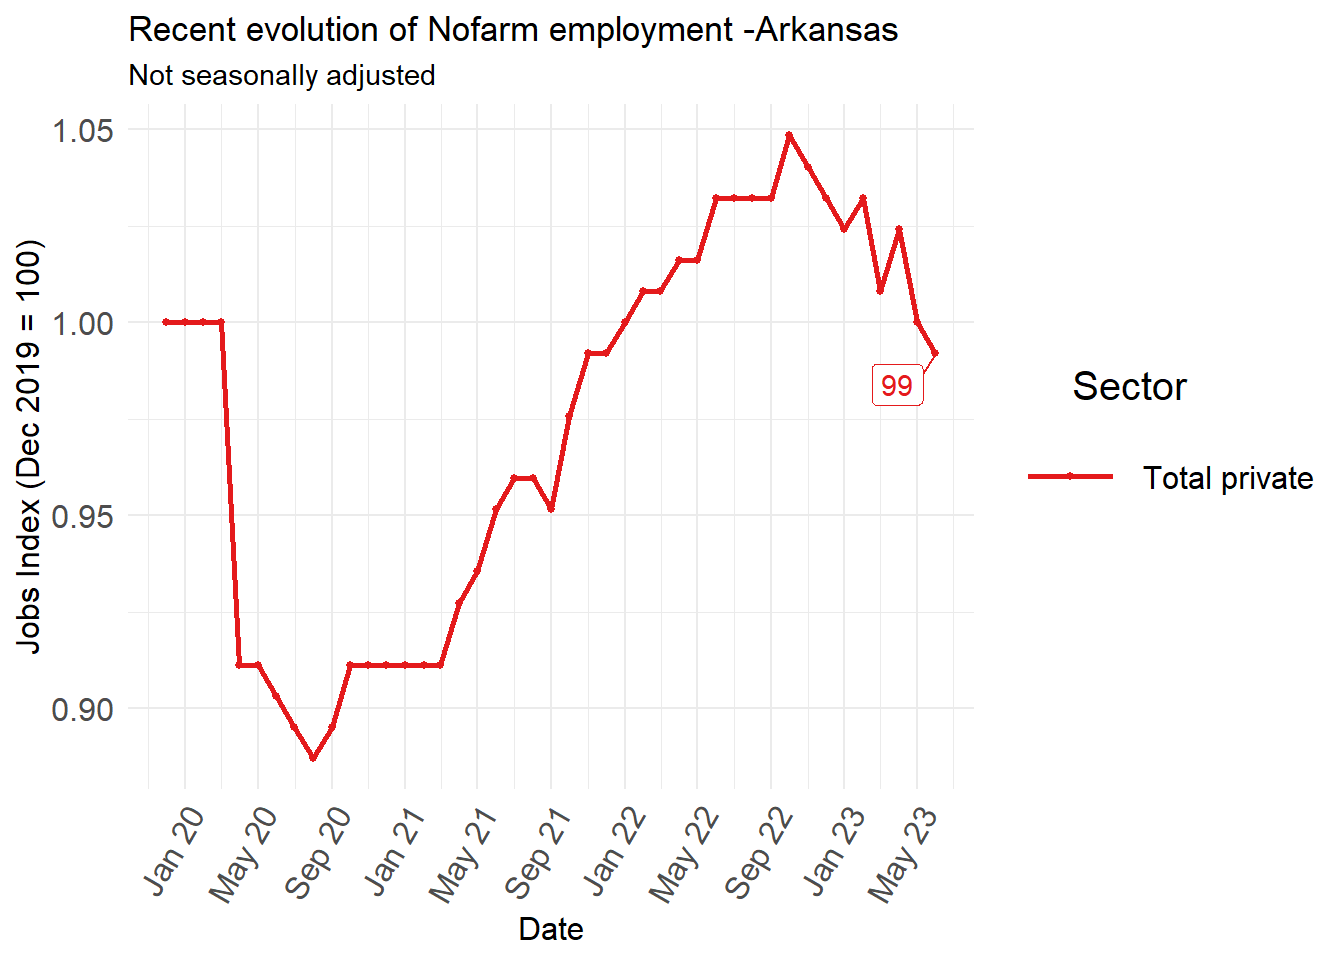 Recent evolution of Nofarm employment -Arkansas
Not seasonally adjusted
Jobs Index (Dec 2019 = 100)
1.05
1.00
0.95
0.90
99
Sector
Total private
Jan 20
May 20
Sep 20
Jan 21
May 21
Sep 21
Jan 22
May 22
Sep 22
Jan 23
May 23
Date